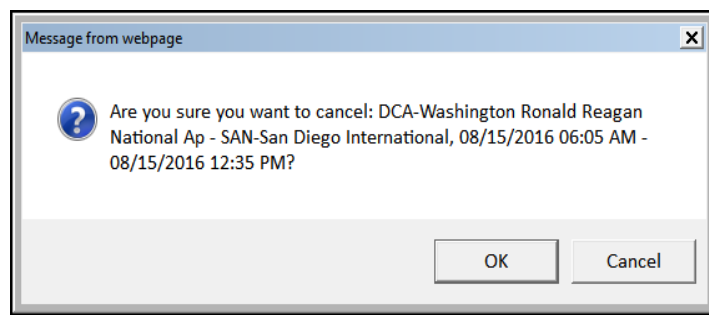 Message from webpage
Are you sure you want to cancel: DCA-Washington Ronald Reagan
National Ap - SAN-San Diego International, 08/15/2016 06:05 AM -
08/15/2016 12:35 PM?
OK
Cancel